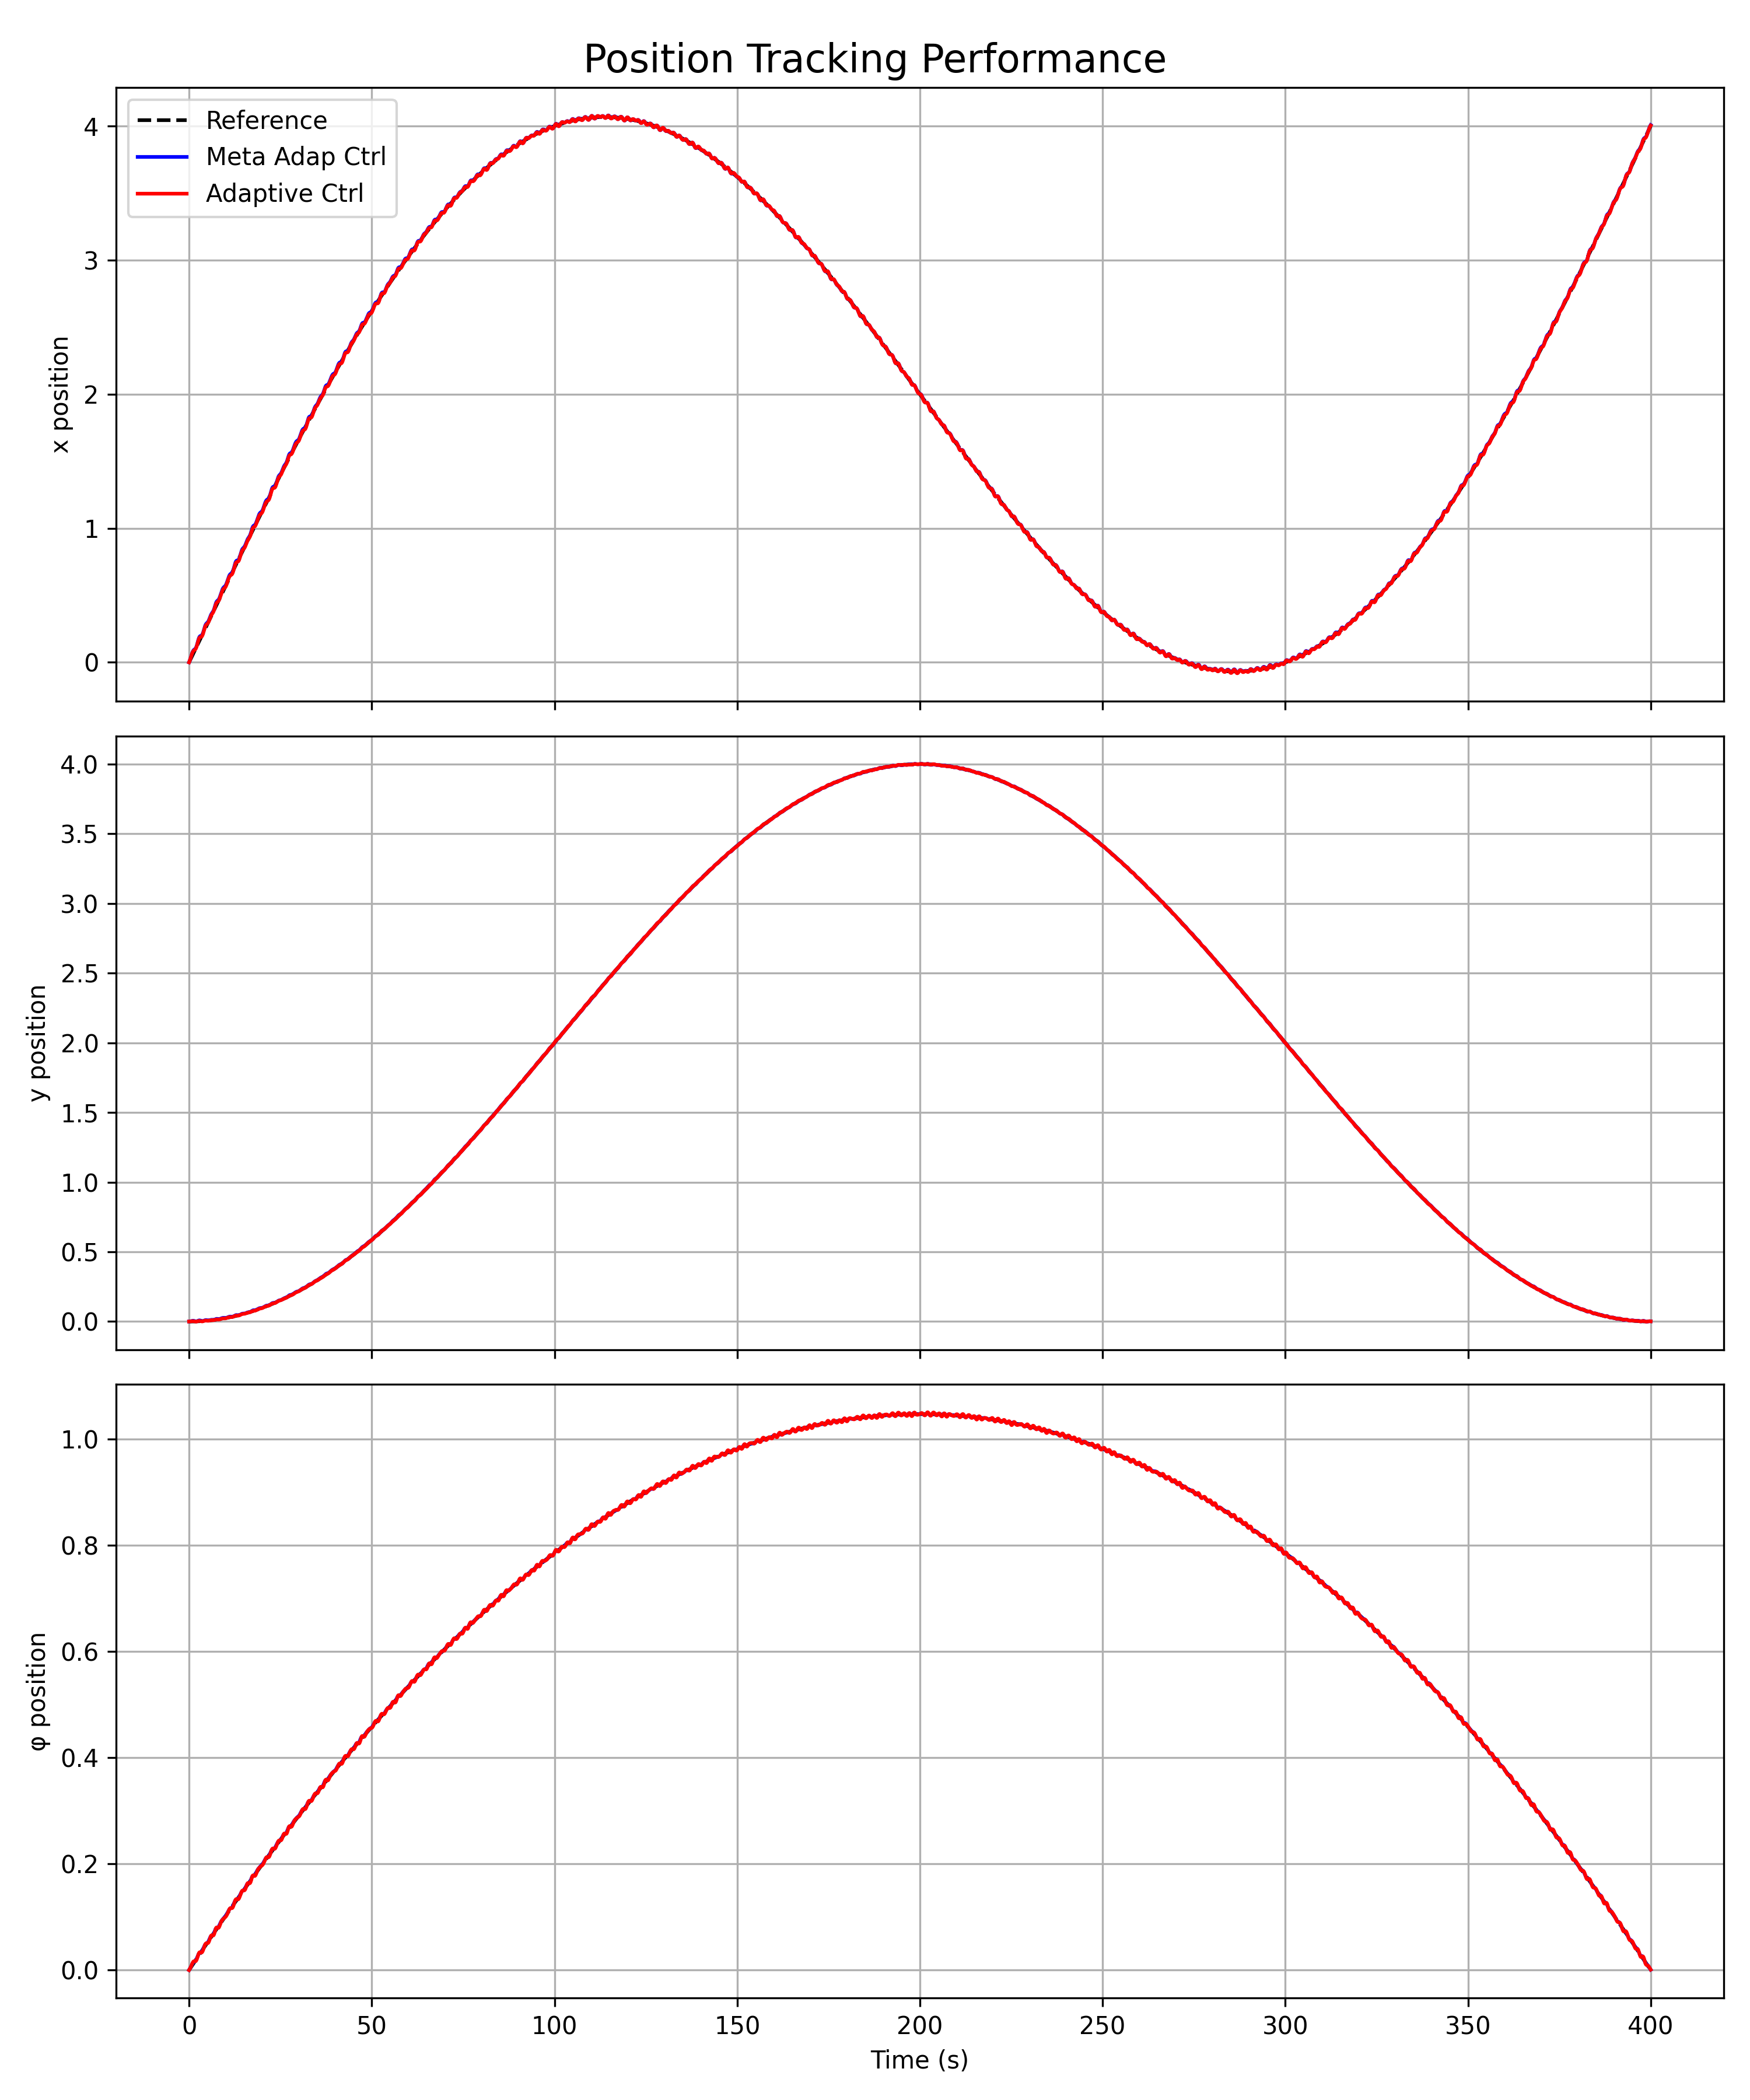 Position Tracking Performance
Reference
Meta Adap Ctrl
Adaptive Ctrl
4
3
2
1
0
x position
4.0
3.5
3.0
2.5
2.0
1.5
1.0
0.5
0.0
y position
1.0
0.8
0.6
0.4
0.2
0.0
φ position
0 50 100 150 200 250 300 350 400
Time (s)